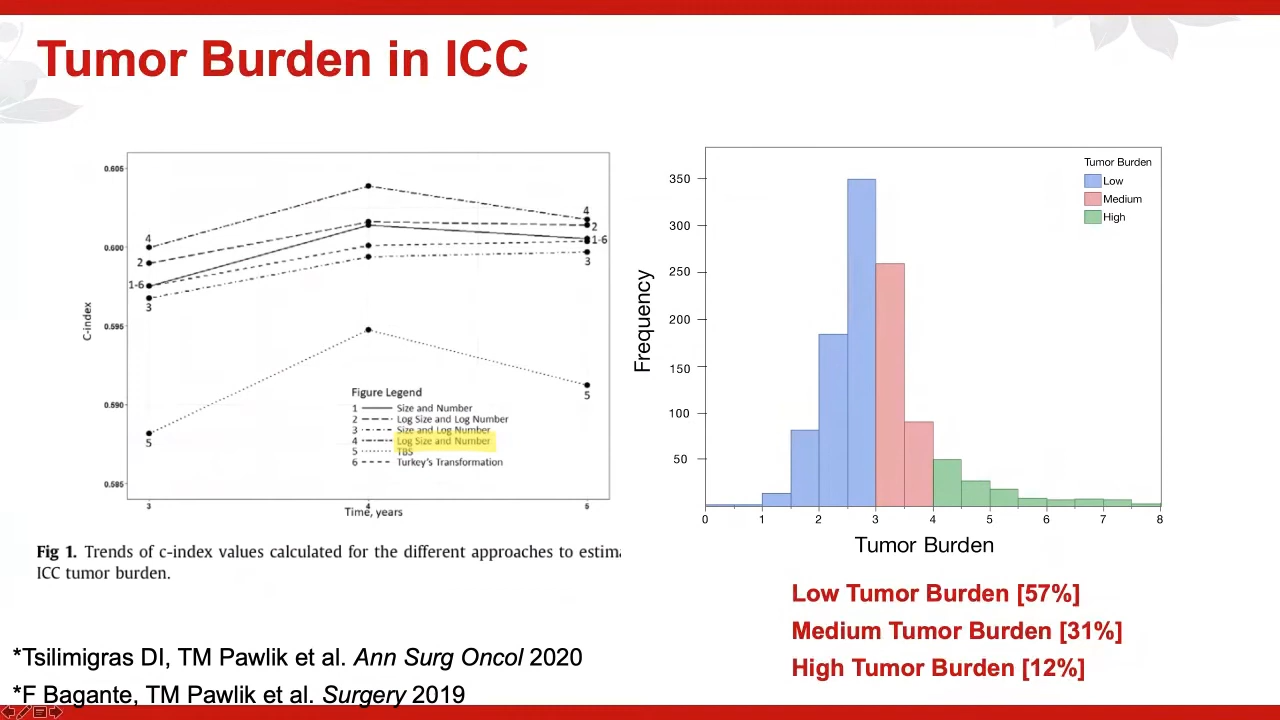 Tumor Burden in ICC
0.605
0.600
0.595
0.590
0.585
C-index
4
2
1-6
3
5
4
2
1-6
3
5
Figure Legend
1 Size and Number
2 Log Size and Log Number
3 Size and Log Number
4 Log Size and Number
5 TBS
6 Turkey's Transformation
3 4 5
Time, years
Fig 1. Trends of c-index values calculated for the different approaches to estima
ICC tumor burden.
Tumor Burden
Low
Medium
High
350
300
250
200
150
100
50
Frequency
0 1 2 3 4 5 6 7 8
Tumor Burden
Low Tumor Burden [57%]
Medium Tumor Burden [31%]
High Tumor Burden [12%]
*Tsilimigras DI, TM Pawlik et al. Ann Surg Oncol 2020
*F Bagante, TM Pawlik et al. Surgery 2019